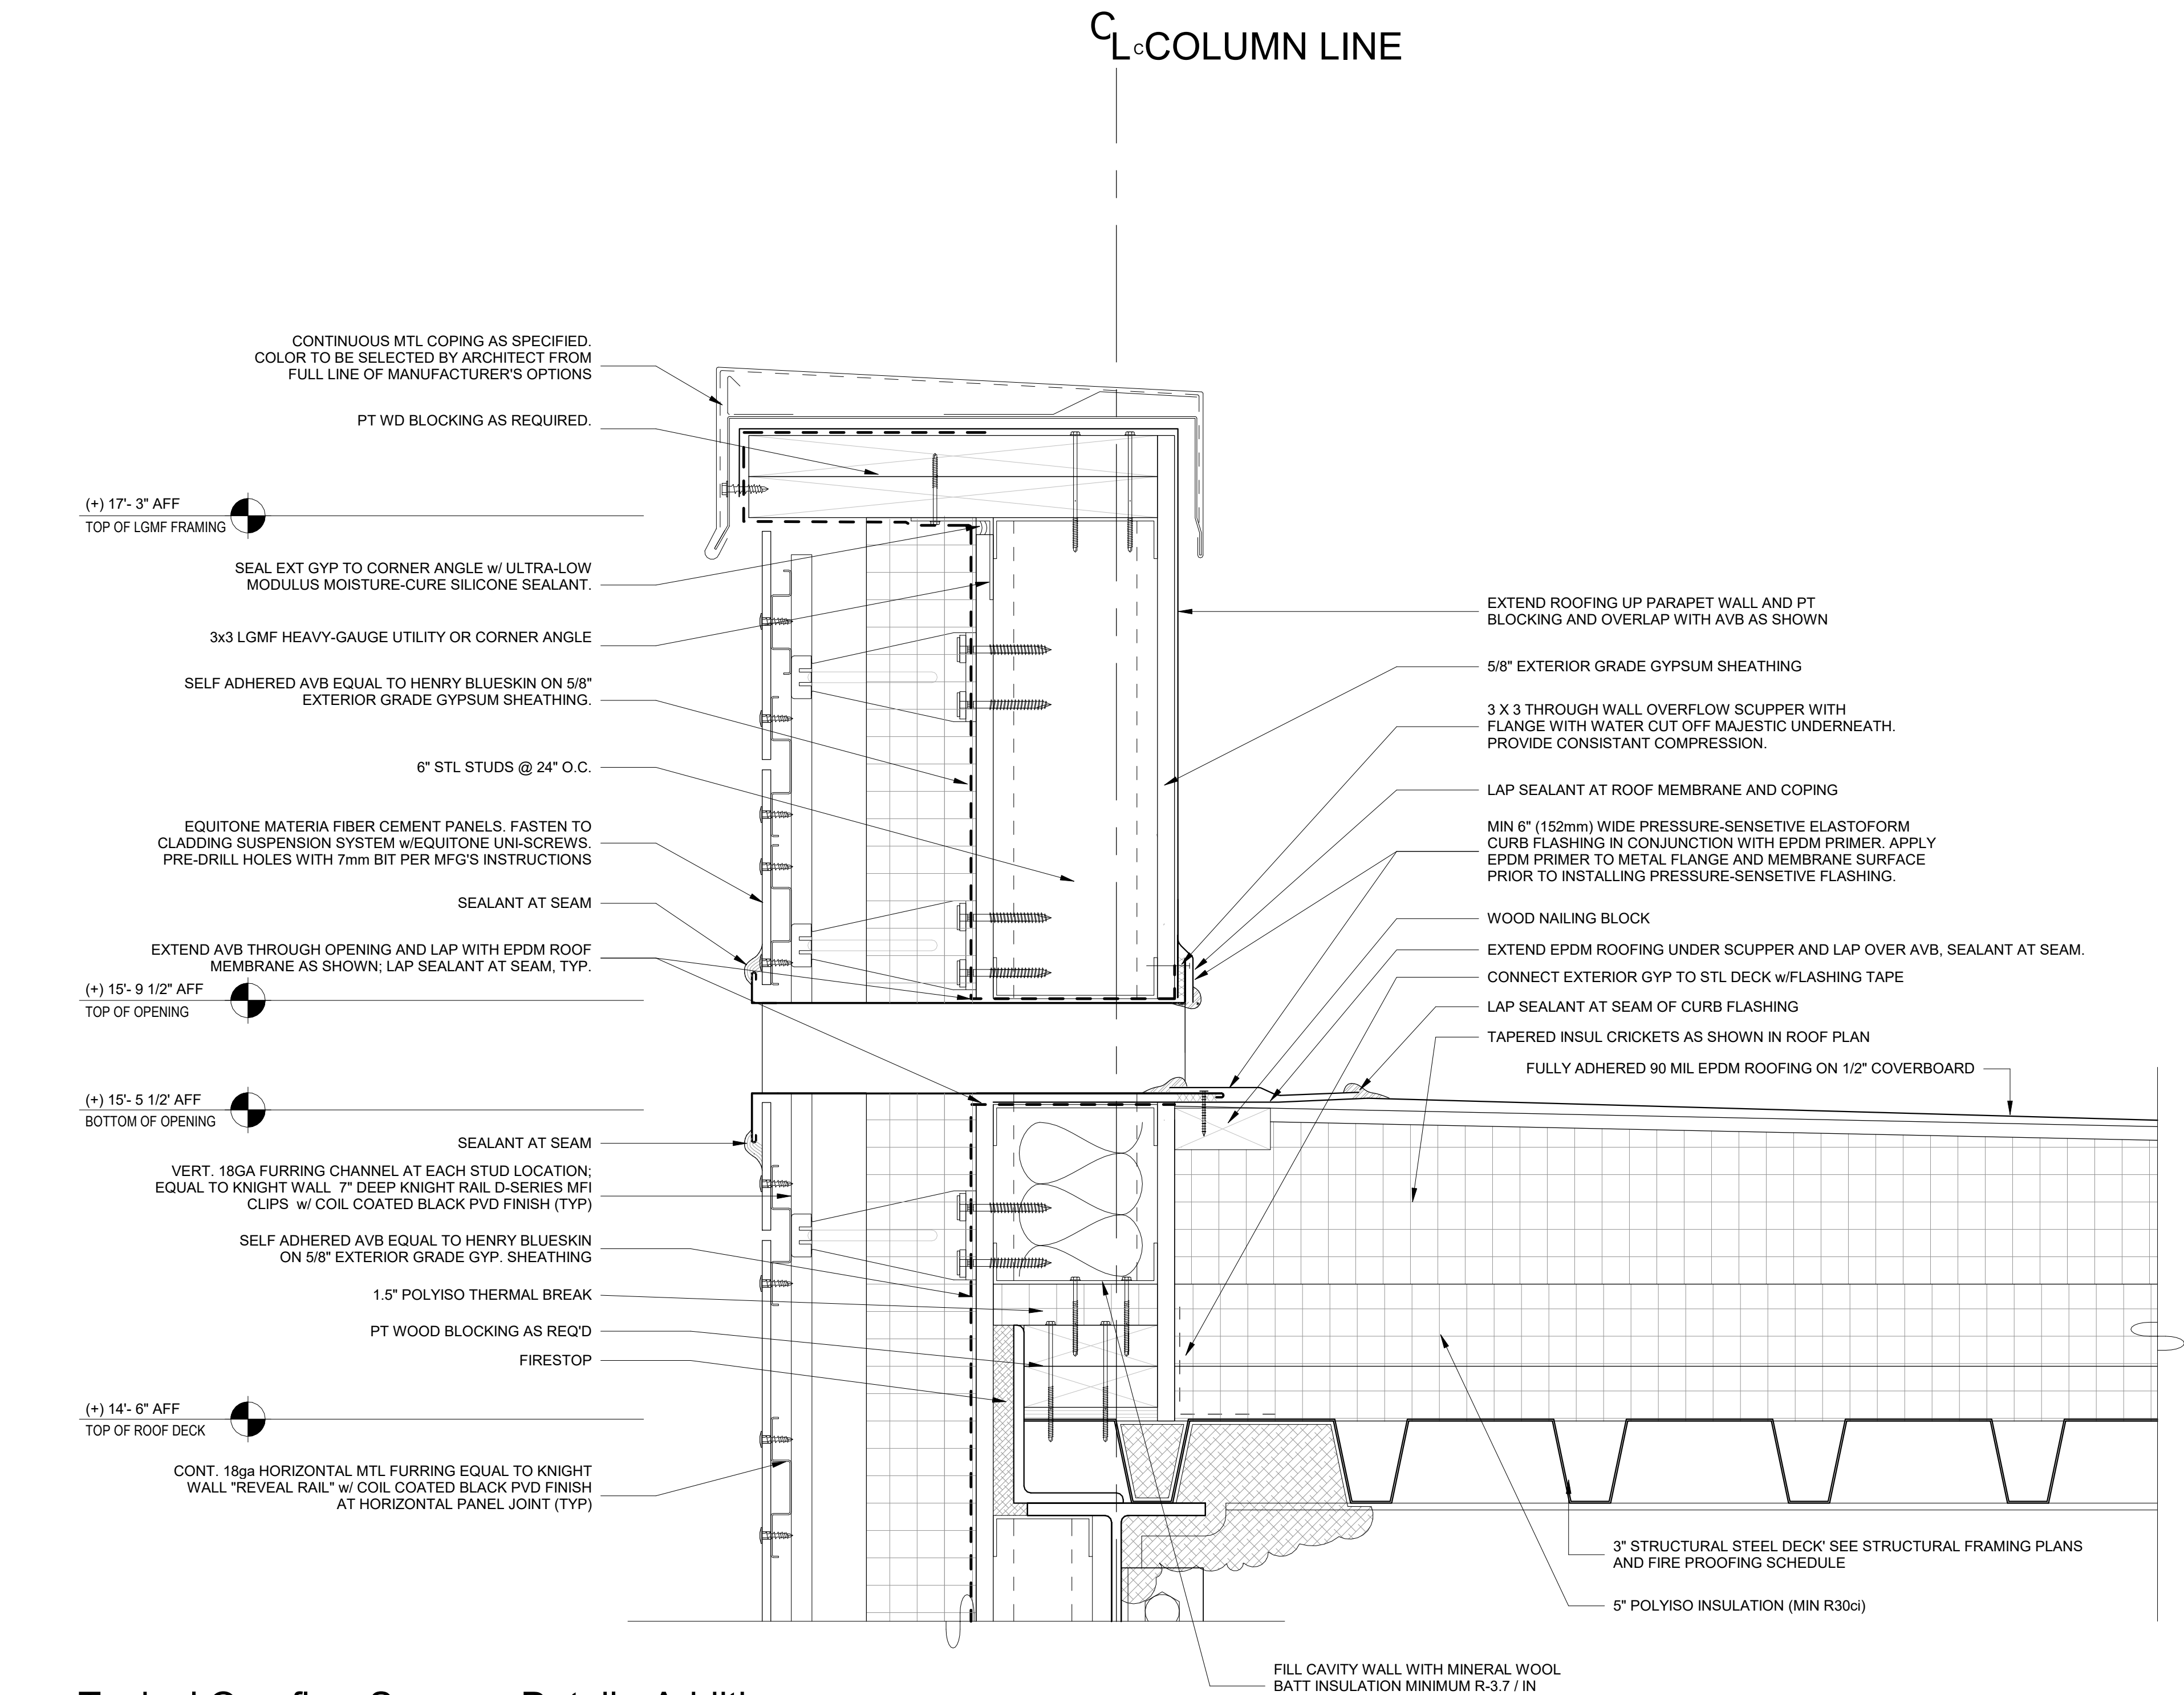 CL C COLUMN LINE
CONTINUOUS MTL COPING AS SPECIFIED.
COLOR TO BE SELECTED BY ARCHITECT FROM
FULL LINE OF MANUFACTURER'S OPTIONS
PT WD BLOCKING AS REQUIRED.
(+) 17'- 3" AFF
TOP OF LGMF FRAMING
SEAL EXT GYP TO CORNER ANGLE w/ ULTRA-LOW
MODULUS MOISTURE-CURE SILICONE SEALANT.
3x3 LGMF HEAVY-GAUGE UTILITY OR CORNER ANGLE
SELF ADHERED AVB EQUAL TO HENRY BLUESKIN ON 5/8"
EXTERIOR GRADE GYPSUM SHEATHING.
6" STL STUDS @ 24" O.C.
EQUITONE MATERIA FIBER CEMENT PANELS. FASTEN TO
CLADDING SUSPENSION SYSTEM w/EQUITONE UNI-SCREWS.
PRE-DRILL HOLES WITH 7mm BIT PER MFG'S INSTRUCTIONS
SEALANT AT SEAM
EXTEND AVB THROUGH OPENING AND LAP WITH EPDM ROOF
MEMBRANE AS SHOWN; LAP SEALANT AT SEAM, TYP.
(+) 15'- 9 1/2" AFF
TOP OF OPENING
(+) 15'- 5 1/2' AFF
BOTTOM OF OPENING
SEALANT AT SEAM
VERT. 18GA FURRING CHANNEL AT EACH STUD LOCATION;
EQUAL TO KNIGHT WALL 7" DEEP KNIGHT RAIL D-SERIES MFI
CLIPS w/ COIL COATED BLACK PVD FINISH (TYP)
SELF ADHERED AVB EQUAL TO HENRY BLUESKIN
ON 5/8" EXTERIOR GRADE GYP. SHEATHING
1.5" POLYISO THERMAL BREAK
PT WOOD BLOCKING AS REQ'D
FIRESTOP
(+) 14'- 6" AFF
TOP OF ROOF DECK
CONT. 18ga HORIZONTAL MTL FURRING EQUAL TO KNIGHT
WALL "REVEAL RAIL" w/ COIL COATED BLACK PVD FINISH
AT HORIZONTAL PANEL JOINT (TYP)
EXTEND ROOFING UP PARAPET WALL AND PT
BLOCKING AND OVERLAP WITH AVB AS SHOWN
5/8" EXTERIOR GRADE GYPSUM SHEATHING
3 X 3 THROUGH WALL OVERFLOW SCUPPER WITH
FLANGE WITH WATER CUT OFF MAJESTIC UNDERNEATH.
PROVIDE CONSISTANT COMPRESSION.
LAP SEALANT AT ROOF MEMBRANE AND COPING
MIN 6" (152mm) WIDE PRESSURE-SENSETIVE ELASTOFORM
CURB FLASHING IN CONJUNCTION WITH EPDM PRIMER. APPLY
EPDM PRIMER TO METAL FLANGE AND MEMBRANE SURFACE
PRIOR TO INSTALLING PRESSURE-SENSETIVE FLASHING.
WOOD NAILING BLOCK
EXTEND EPDM ROOFING UNDER SCUPPER AND LAP OVER AVB, SEALANT AT SEAM.
CONNECT EXTERIOR GYP TO STL DECK w/FLASHING TAPE
LAP SEALANT AT SEAM OF CURB FLASHING
TAPERED INSUL CRICKETS AS SHOWN IN ROOF PLAN
FULLY ADHERED 90 MIL EPDM ROOFING ON 1/2" COVERBOARD
3" STRUCTURAL STEEL DECK' SEE STRUCTURAL FRAMING PLANS
AND FIRE PROOFING SCHEDULE
5" POLYISO INSULATION (MIN R30ci)
FILL CAVITY WALL WITH MINERAL WOOL
BATT INSULATION MINIMUM R-3.7 / IN